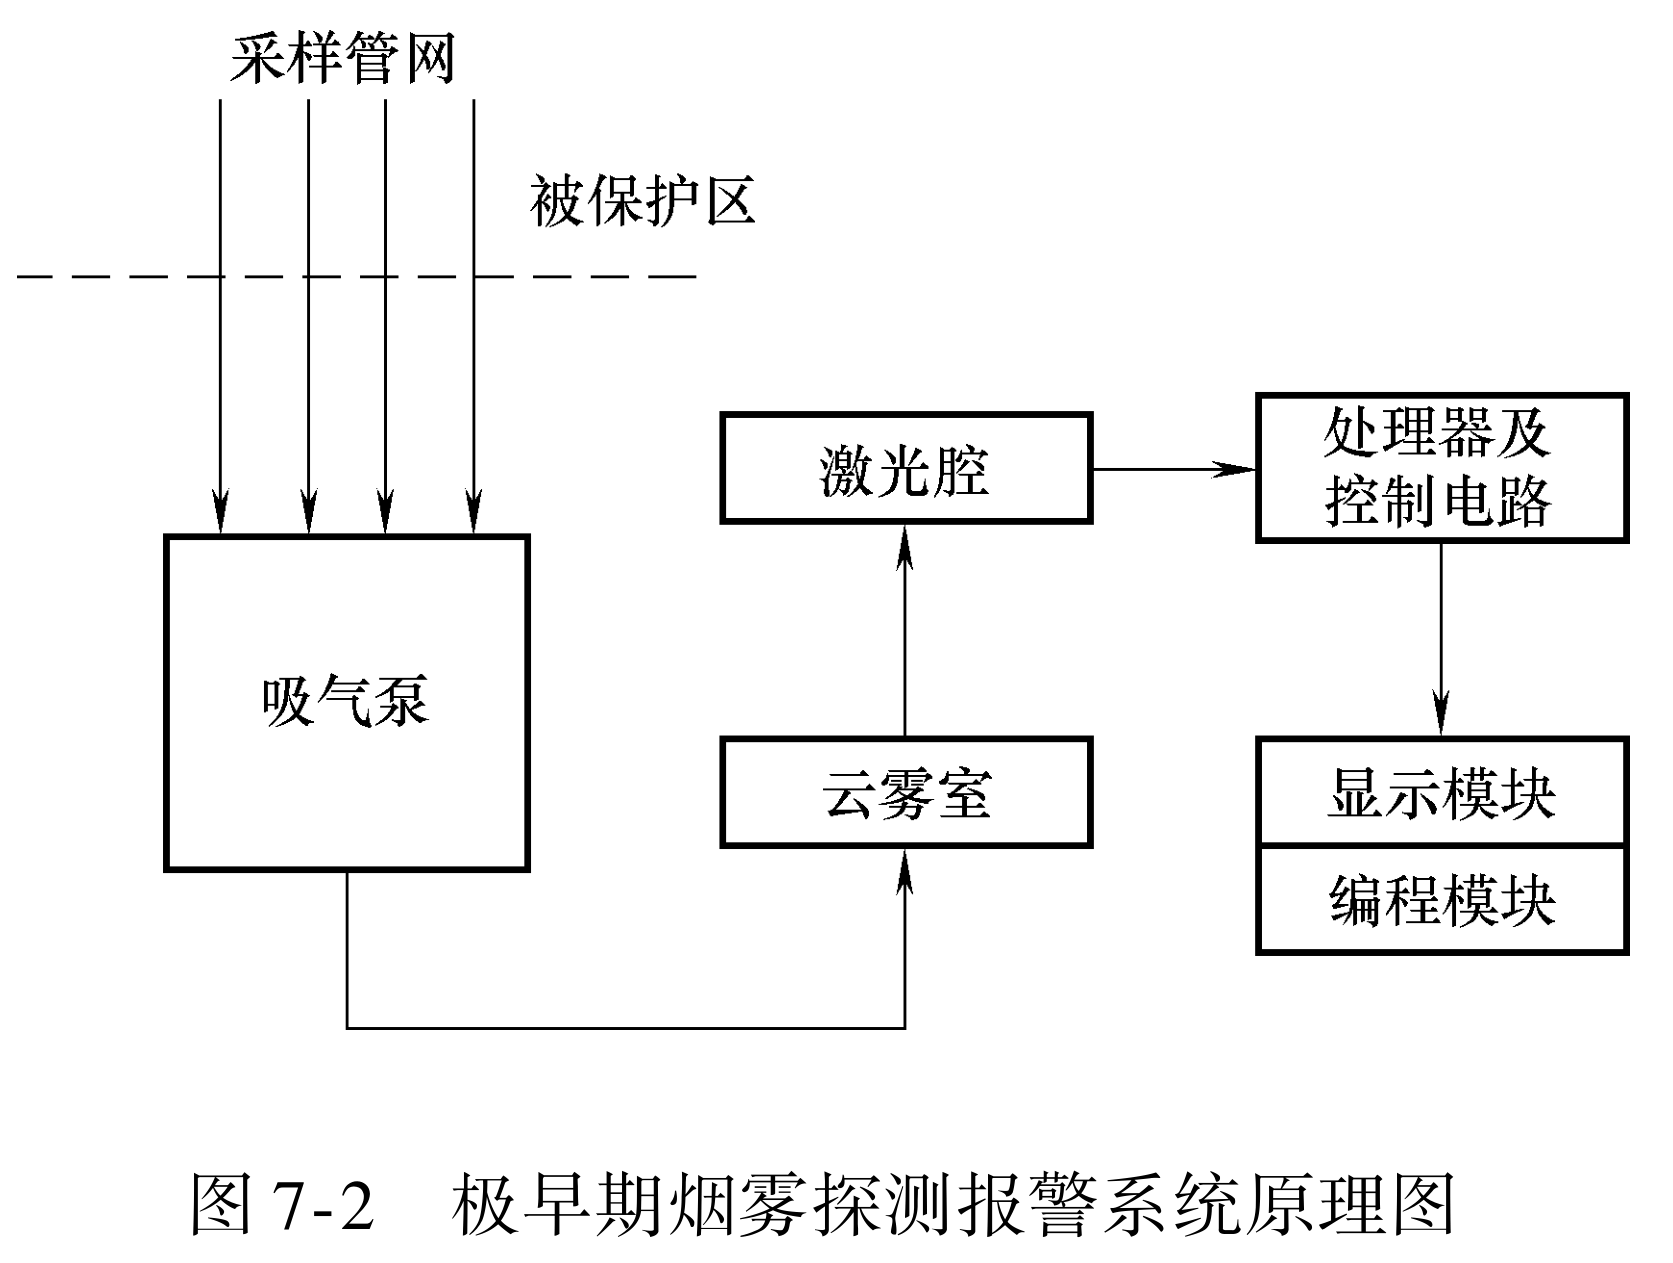 采样管网
被保护区
吸气泵
激光腔
云雾室
处理器及
控制电路
显示模块
编程模块
图 7-2 极早期烟雾探测报警系统原理图